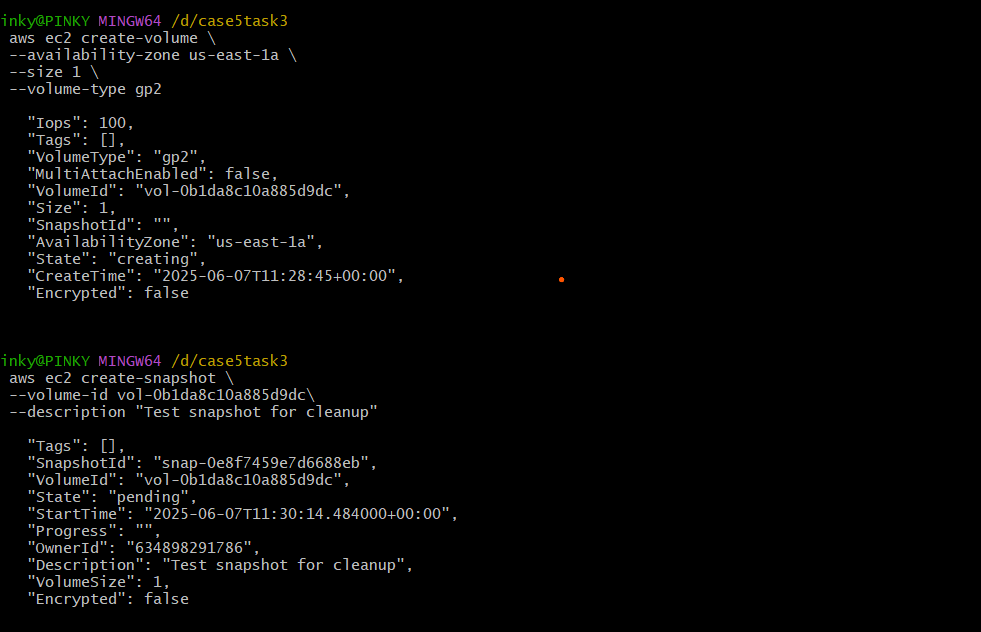 inky@PINKY MINGW64 /d/case5task3
aws ec2 create-volume \
--availability-zone us-east-1a \
--size 1 \
--volume-type gp2
"Iops": 100,
"Tags": [],
"VolumeType": "gp2",
"MultiAttachEnabled": false,
"VolumeId": "vol-0b1da8c10a885d9dc",
"Size": 1,
"SnapshotId": "",
"AvailabilityZone": "us-east-1a",
"State": "creating",
"CreateTime": "2025-06-07T11:28:45+00:00",
"Encrypted": false
inky@PINKY MINGW64 /d/case5task3
aws ec2 create-snapshot \
--volume-id vol-0b1da8c10a885d9dc\
--description "Test snapshot for cleanup"
"Tags": [],
"SnapshotId": "snap-0e8f7459e7d6688eb",
"VolumeId": "vol-0b1da8c10a885d9dc",
"State": "pending",
"StartTime": "2025-06-07T11:30:14.484000+00:00",
"Progress": "",
"OwnerId": "634898291786",
"Description": "Test snapshot for cleanup",
"VolumeSize": 1,
"Encrypted": false